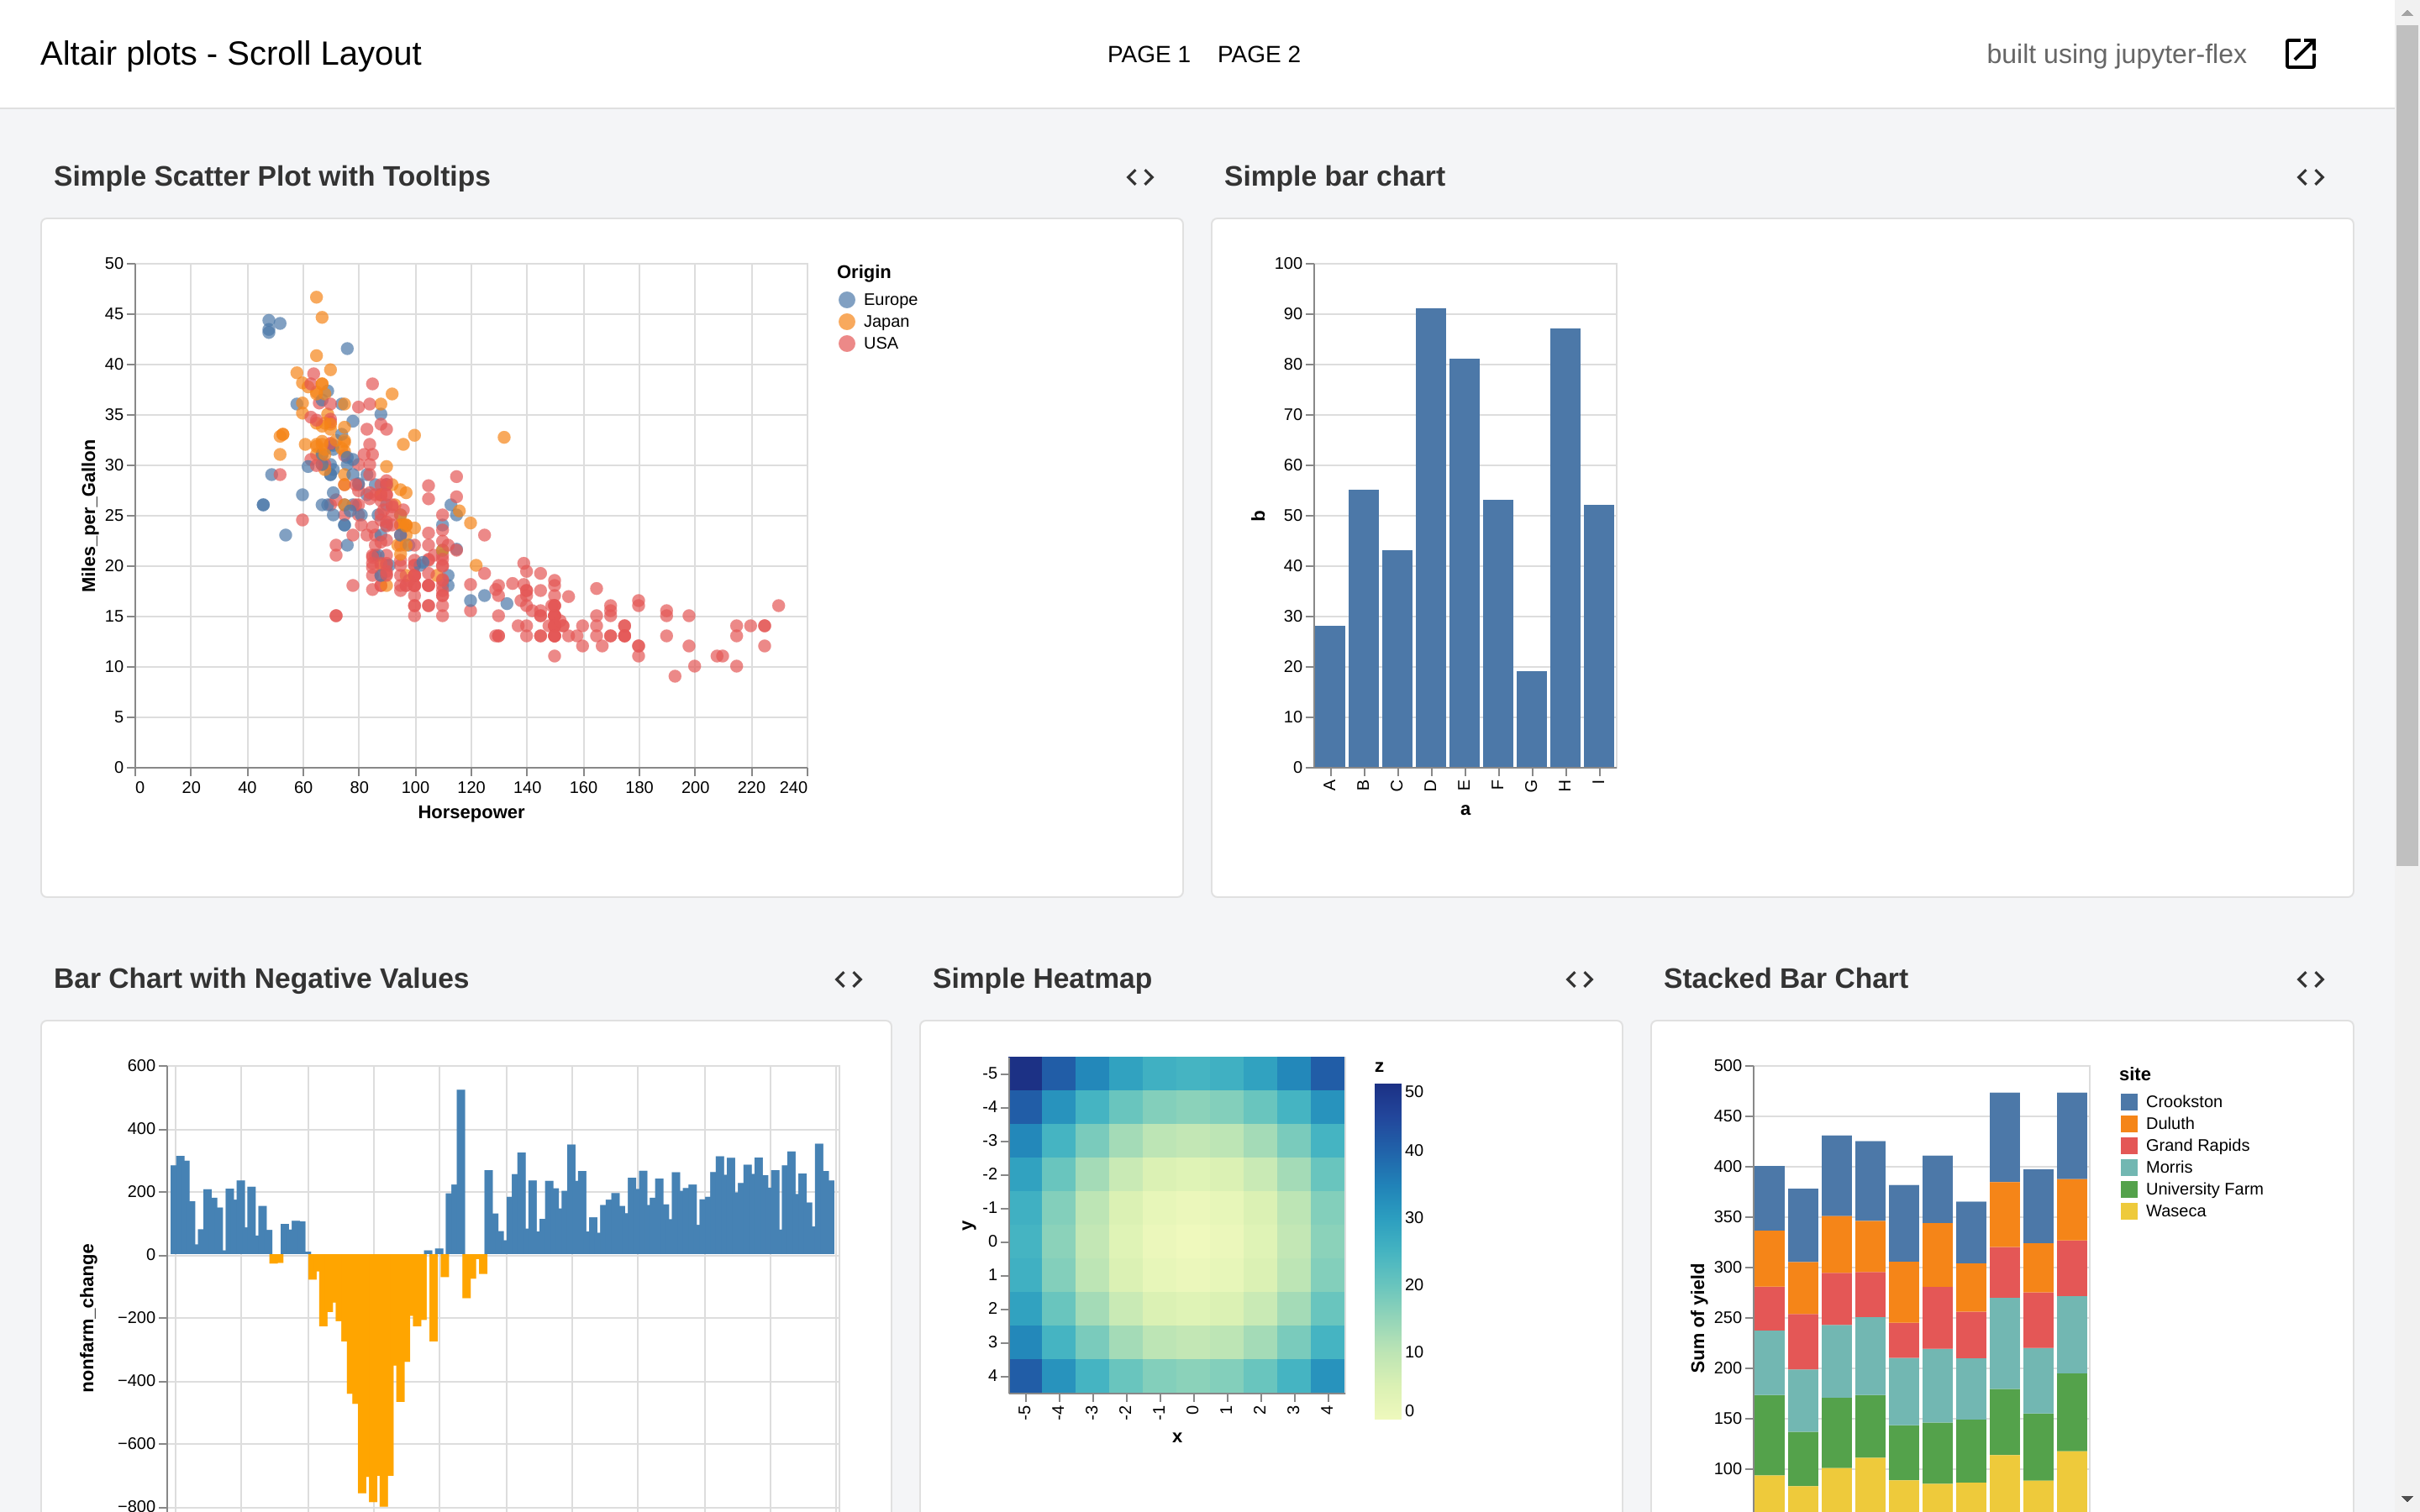 Altair plots - Scroll Layout
PAGE 1 PAGE 2
built using jupyter-flex
Simple Scatter Plot with Tooltips
Simple bar chart
50
45
40
35
30
25
20
15
10
5
0
Miles_per_Gallon
0 20 40 60 80 100 120 140 160 180 200 220 240
Horsepower
Origin
Europe
Japan
USA
100
90
80
70
60
50
40
30
20
10
0
b
A B C D E F G H I
a
Bar Chart with Negative Values
Simple Heatmap
Stacked Bar Chart
600
400
200
0
−200
−400
−600
−800
nonfarm_change
-5
-4
-3
-2
-1
0
1
2
3
4
y
-5 -4 -3 -2 -1 0 1 2 3 4
x
z
50
40
30
20
10
0
500
450
400
350
300
250
200
150
100
Sum of yield
site
Crookston
Duluth
Grand Rapids
Morris
University Farm
Waseca